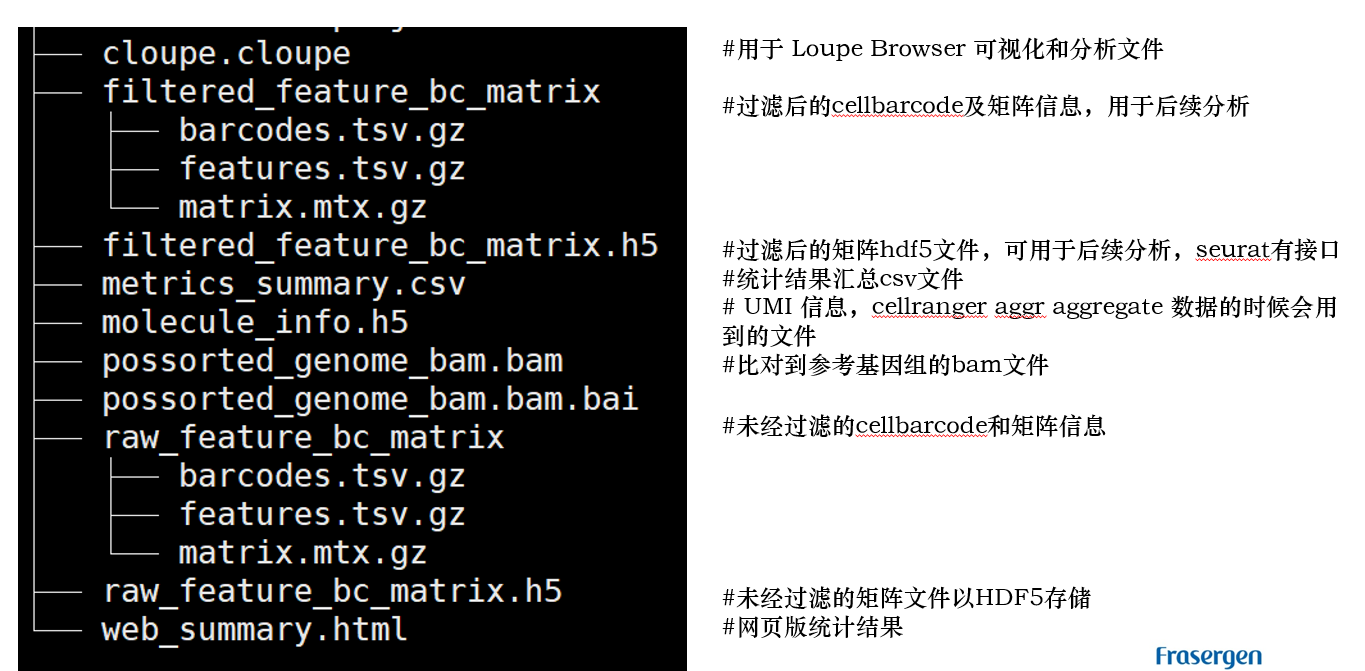 cloupe.cloupe
#用于 Loupe Browser 可视化和分析文件
filtered_feature_bc_matrix
#过滤后的cellbarcode及矩阵信息，用于后续分析
barcodes.tsv.gz
features.tsv.gz
matrix.mtx.gz
filtered_feature_bc_matrix.h5
#过滤后的矩阵hdf5文件，可用于后续分析，seurat有接口
metrics_summary.csv
#统计结果汇总csv文件
molecule_info.h5
# UMI 信息，cellranger aggr aggregate 数据的时候会用
到的文件
possorted_genome_bam.bam
#比对到参考基因组的bam文件
possorted_genome_bam.bam.bai
raw_feature_bc_matrix
#未经过滤的cellbarcode和矩阵信息
barcodes.tsv.gz
features.tsv.gz
matrix.mtx.gz
raw_feature_bc_matrix.h5
#未经过滤的矩阵文件以HDF5存储
web_summary.html
#网页版统计结果
Frasergen